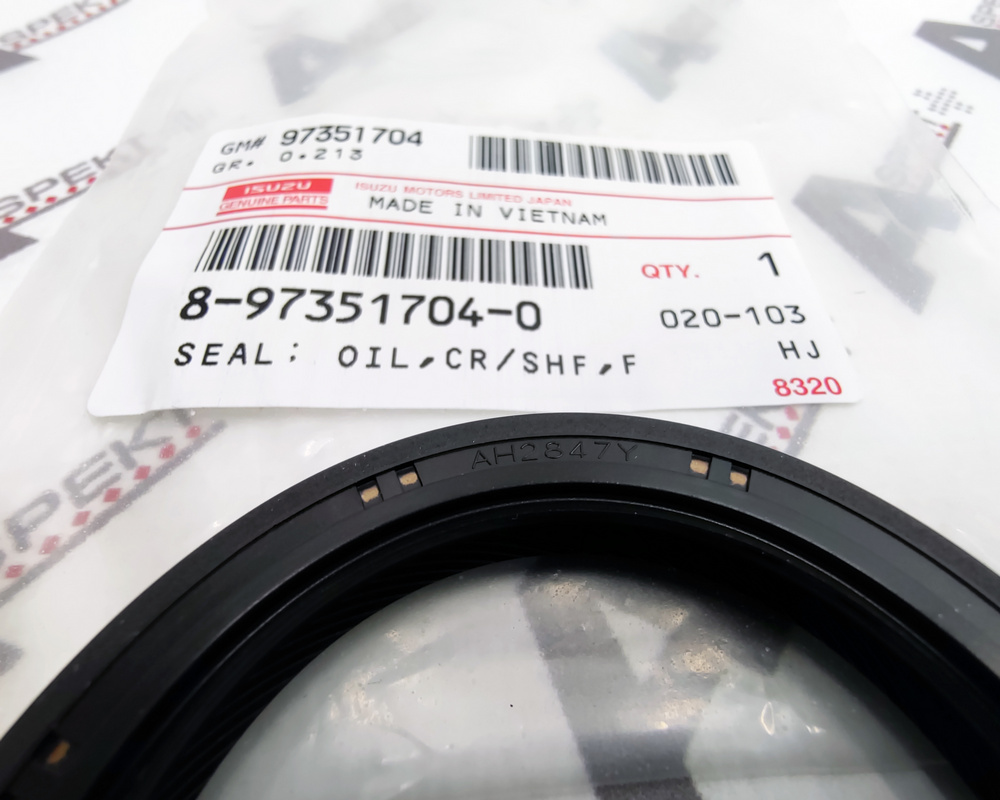 GM# 97351704
GR. 0.213
ISUZU
GENUINE PARTS
ISUZU MOTORS LIMITED JAPAN
MADE IN VIETNAM
QTY. 1
8-97351704-0
020-103
SEAL: OIL,CR/SHF,F
HJ
8320
AH2847Y